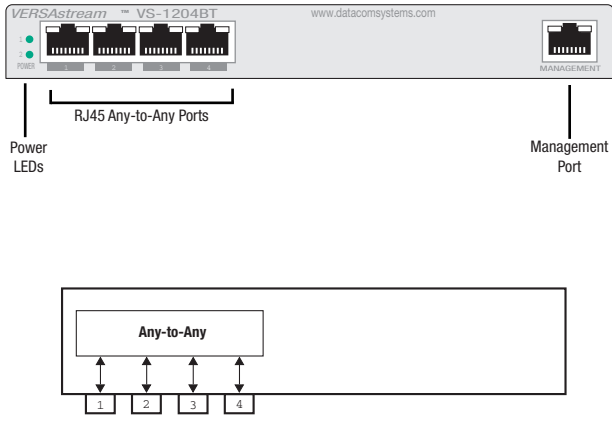 VERSAstream ™ VS-1204BT
www.datacomsystems.com
1
2
POWER
1 2 3 4
MANAGEMENT
RJ45 Any-to-Any Ports
Power
LEDs
Management
Port
Any-to-Any
1 2 3 4